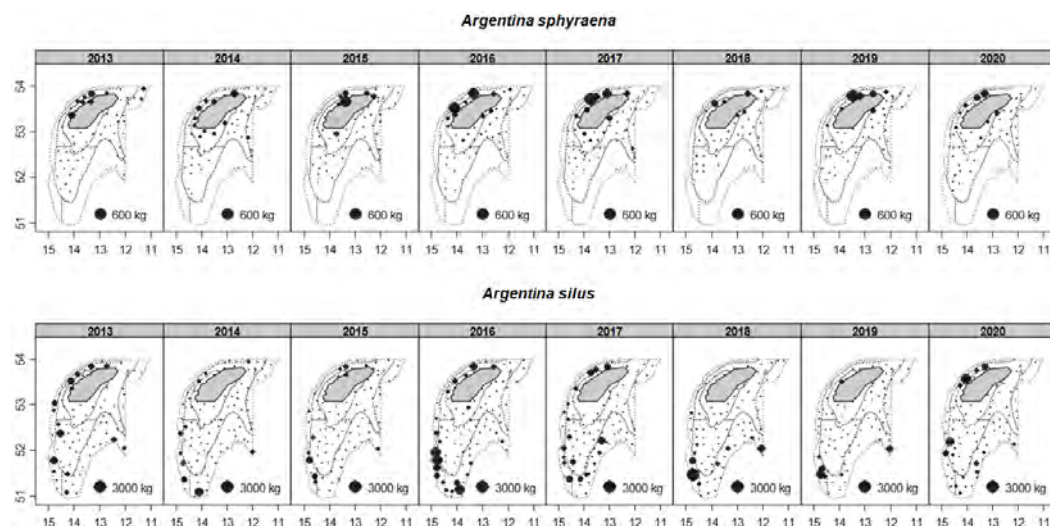 Argentina sphyraena
2013 2014 2015 2016 2017 2018 2019 2020
54
53
52
51
600 kg 600 kg 600 kg 600 kg 600 kg 600 kg 600 kg 600 kg
15 14 13 12 11 15 14 13 12 11 15 14 13 12 11 15 14 13 12 11 15 14 13 12 11 15 14 13 12 11 15 14 13 12 11 15 14 13 12 11
Argentina silus
2013 2014 2015 2016 2017 2018 2019 2020
54
53
52
51
3000 kg 3000 kg 3000 kg 3000 kg 3000 kg 3000 kg 3000 kg 3000 kg
15 14 13 12 11 15 14 13 12 11 15 14 13 12 11 15 14 13 12 11 15 14 13 12 11 15 14 13 12 11 15 14 13 12 11 15 14 13 12 11